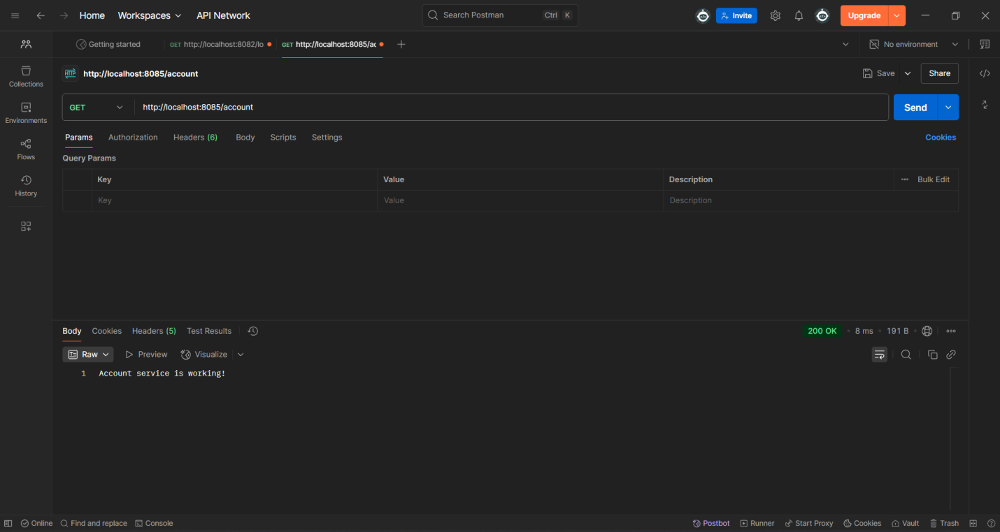 Home Workspaces API Network Search Postman Ctrl K Invite Upgrade
Getting started GET http://localhost:8082/lo GET http://localhost:8085/ac No environment
HTTP http://localhost:8085/account Save Share
Collections
GET http://localhost:8085/account Send
Environments
Params Authorization Headers (6) Body Scripts Settings Cookies
Flows
Query Params
History
Key Value Description Bulk Edit
Key Value Description
Body Cookies Headers (5) Test Results 200 OK 8 ms 191 B
Raw Preview Visualize
1 Account service is working!
Online Find and replace Console Postbot Runner Start Proxy Cookies Vault Trash